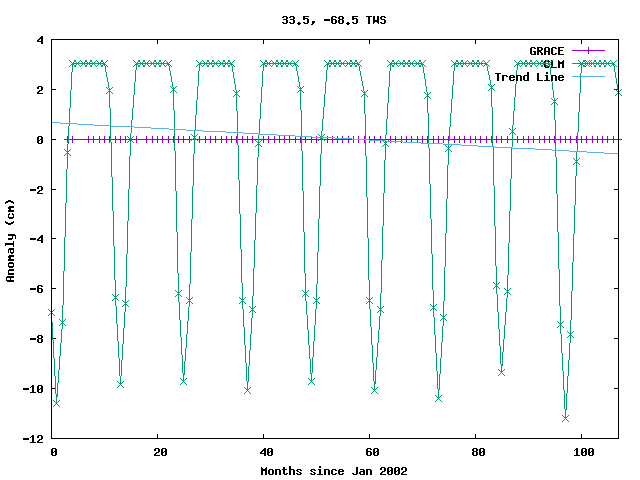 33.5, -68.5 TWS
GRACE
GLM
Trend Line
4
2
0
-2
-4
-6
-8
-10
-12
Anomaly (cm)
0 20 40 60 80 100
Months since Jan 2002